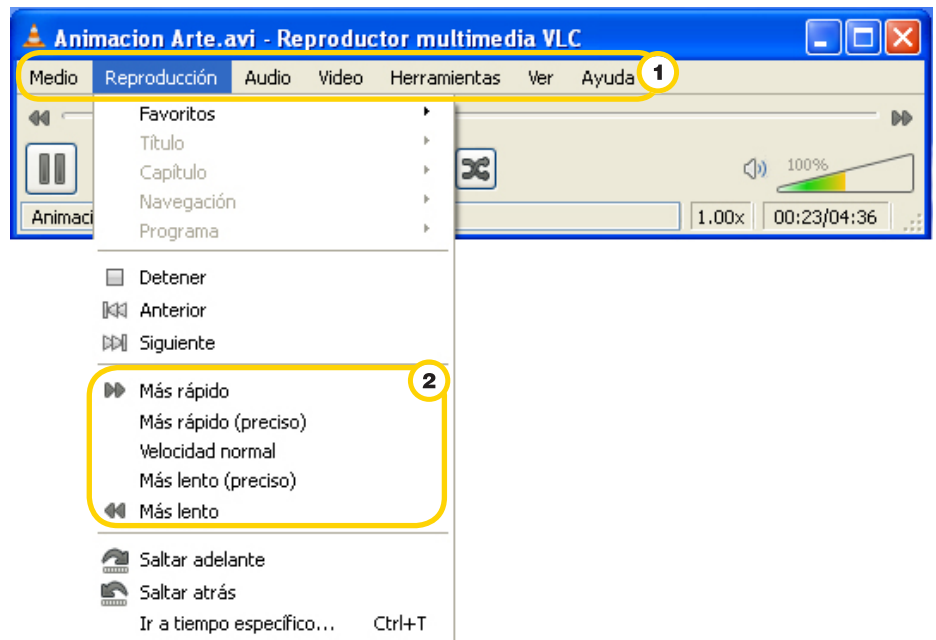 Animacion Arte.avi - Reproductor multimedia VLC
Medio Reproducción Audio Video Herramientas Ver Ayuda 1
Favoritos
Título
Capítulo
100%
Navegación
Animaci 1.00x 00:23/04:36
Programa
Detener
Anterior
Siguiente
2
Más rápido
Más rápido (preciso)
Velocidad normal
Más lento (preciso)
Más lento
Saltar adelante
Saltar atrás
Ir a tiempo específico... Ctrl+T